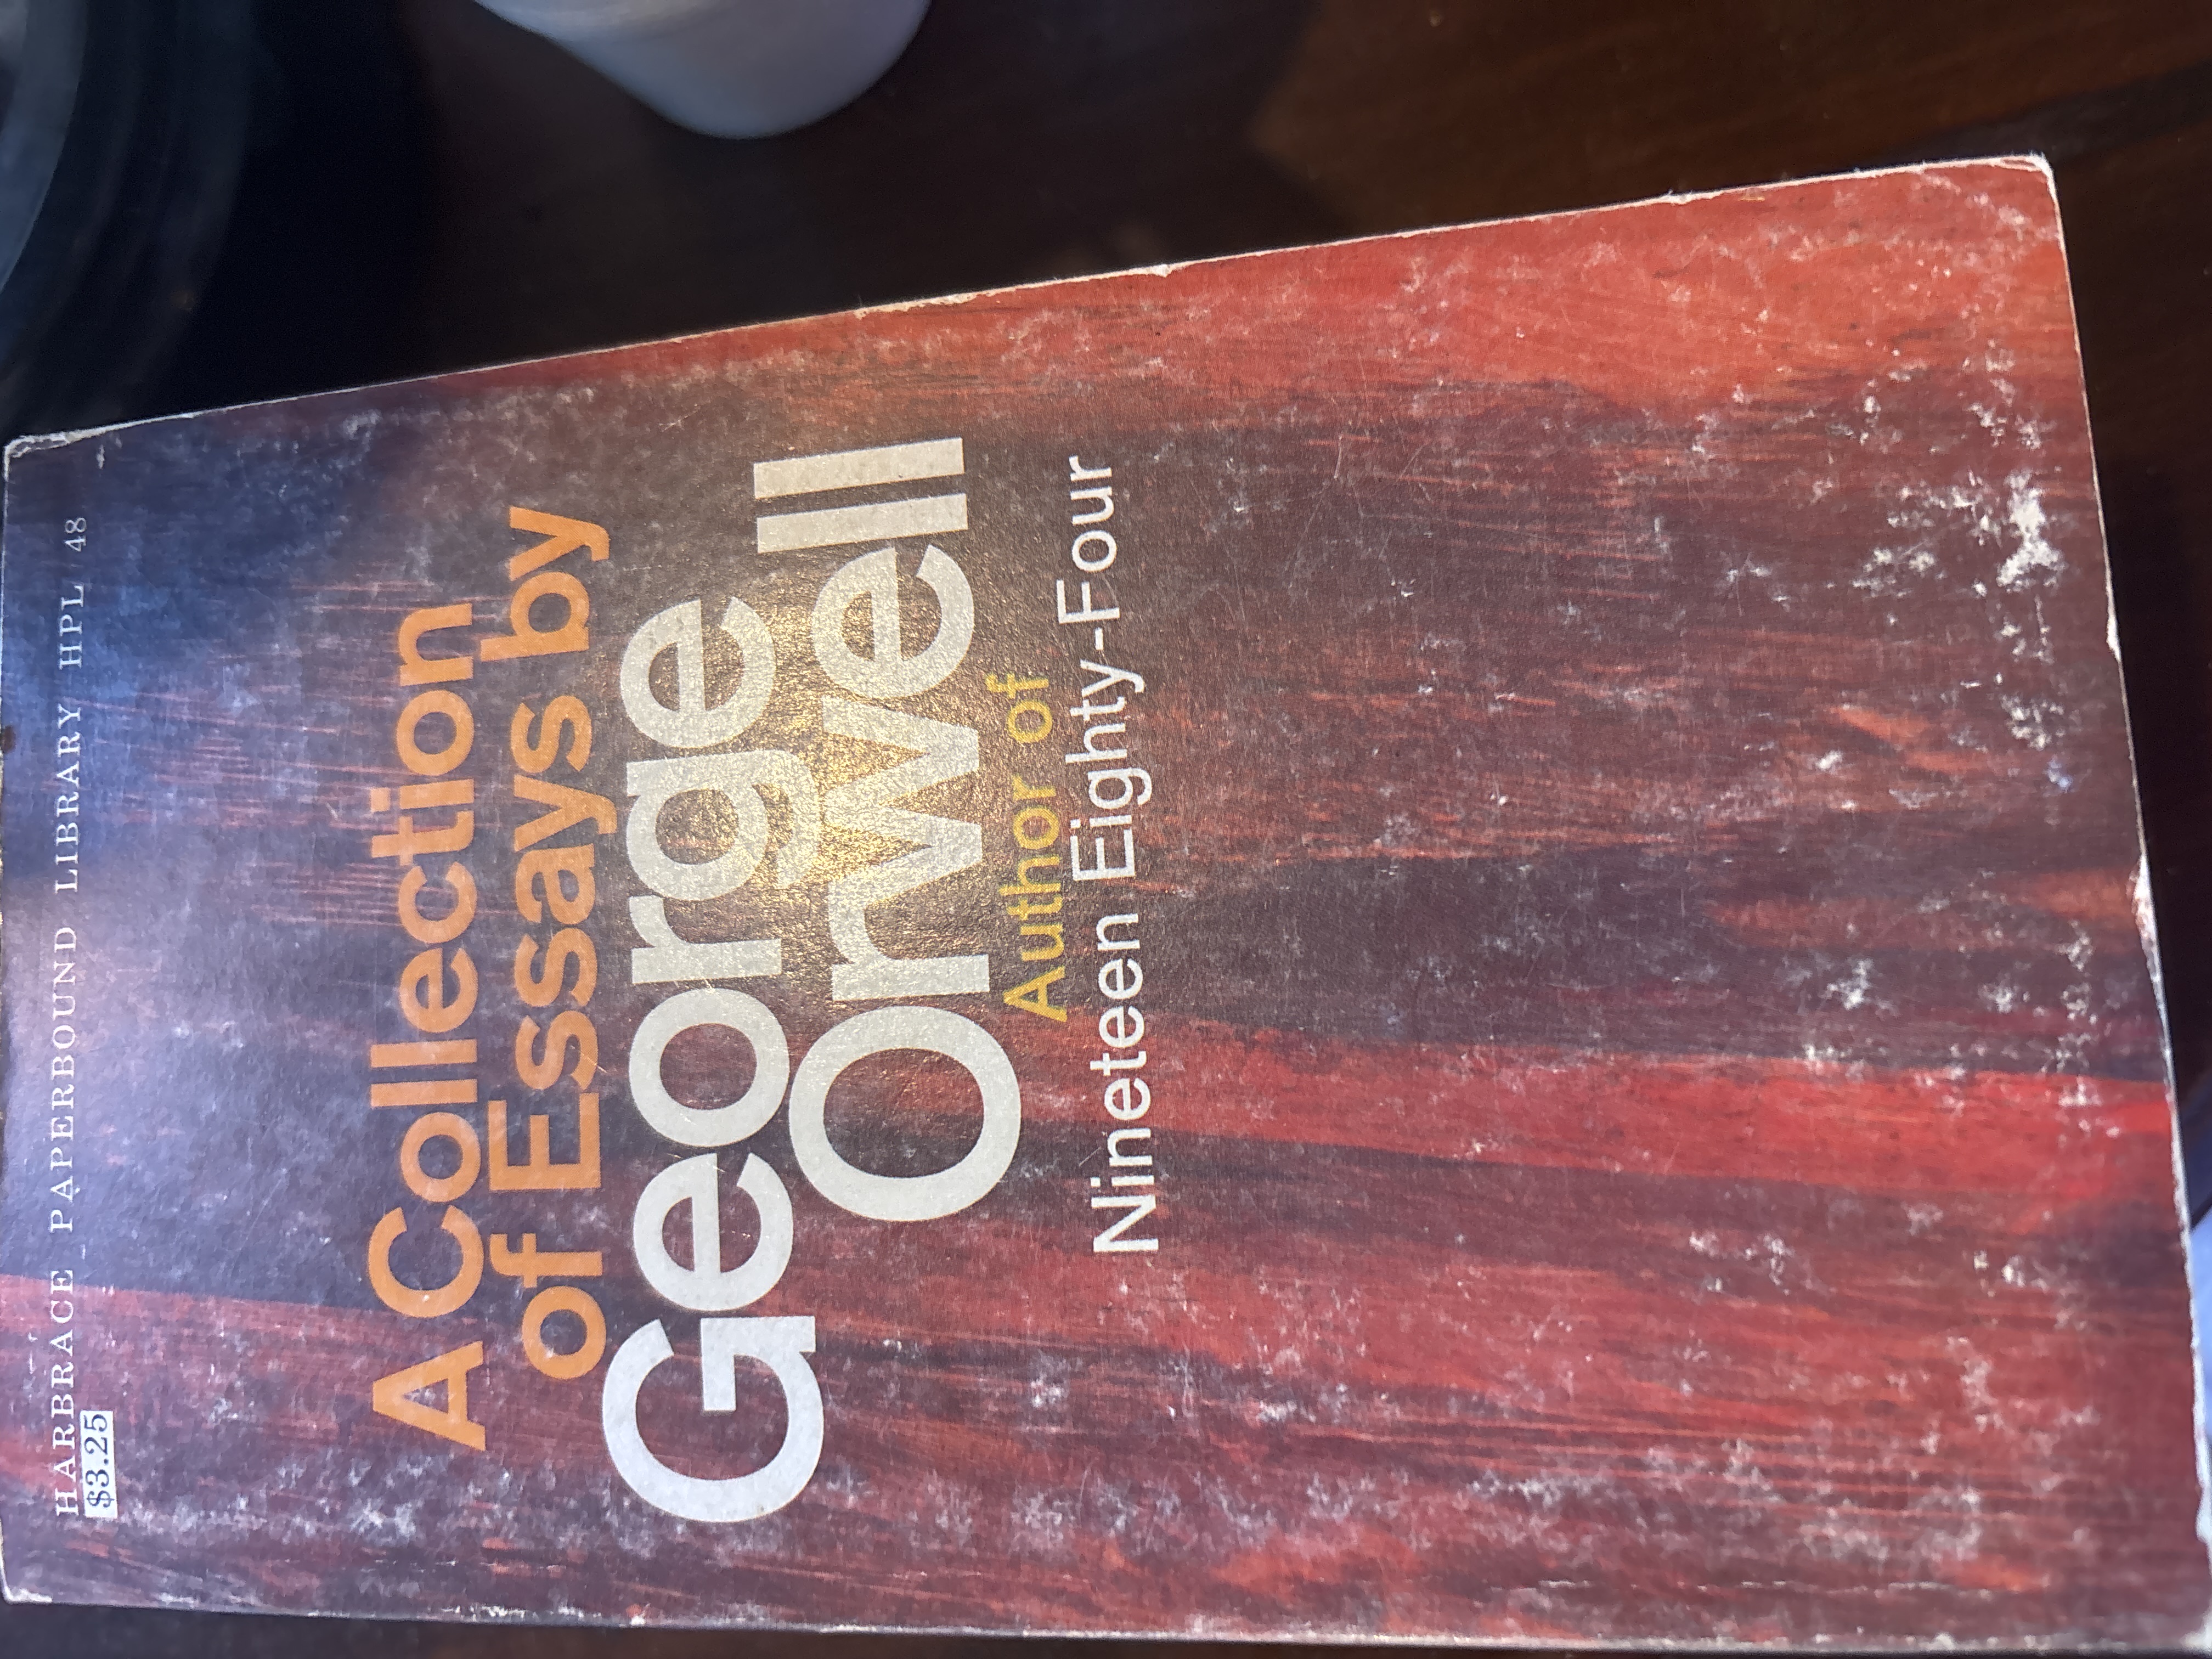 HARBRACE PAPERBOUND LIBRARY HPL 48
$3.25
A Collection
of Essays by
George
Orwell
Author of
Nineteen Eighty-Four